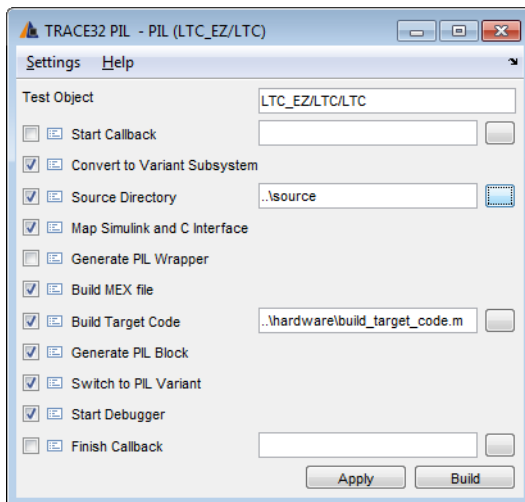 TRACE32 PIL - PIL (LTC_EZ/LTC)
Settings Help
Test Object LTC_EZ/LTC/LTC
Start Callback
Convert to Variant Subsystem
Source Directory ..\source
Map Simulink and C Interface
Generate PIL Wrapper
Build MEX file
Build Target Code ..\hardware\build_target_code.m
Generate PIL Block
Switch to PIL Variant
Start Debugger
Finish Callback
Apply Build